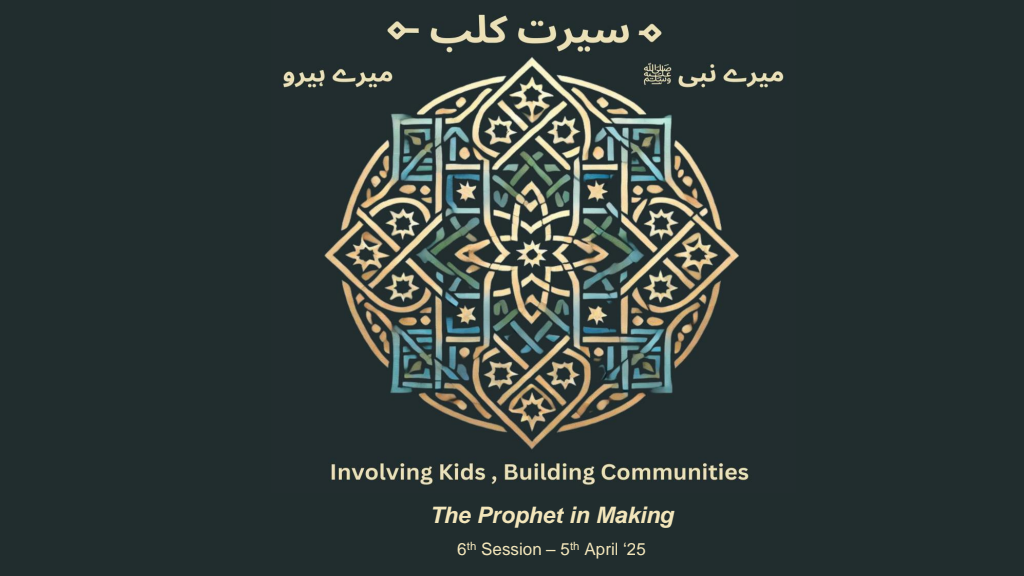 سیرت کلب
میرے نبی ﷺ
میرے ہیرو
Involving Kids , Building Communities
The Prophet in Making
6th Session – 5th April ‘25